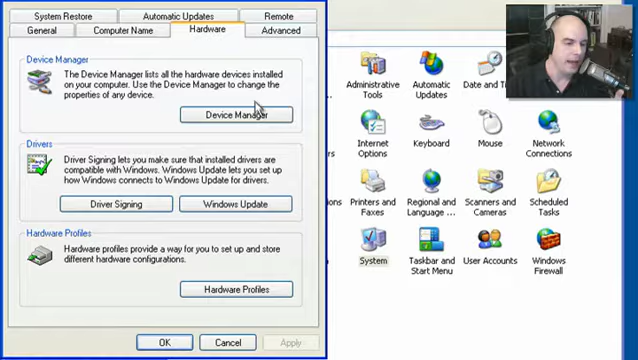 System Restore
Automatic Updates
Remote
General
Computer Name
Hardware
Advanced
Device Manager
The Device Manager lists all the hardware devices installed
on your computer. Use the Device Manager to change the
properties of any device.
Device Manager
Drivers
Driver Signing lets you make sure that installed drivers are
compatible with Windows. Windows Update lets you set up
how Windows connects to Windows Update for drivers.
Driver Signing
Windows Update
Hardware Profiles
Hardware profiles provide a way for you to set up and store
different hardware configurations.
Hardware Profiles
OK
Cancel
Apply
Administrative
Tools
Automatic
Updates
Date and
Internet
Options
Keyboard
Mouse
Network
Connections
Printers and
Faxes
Regional and
Language ...
Scanners and
Cameras
Scheduled
Tasks
System
Taskbar and
Start Menu
User Accounts
Windows
Firewall